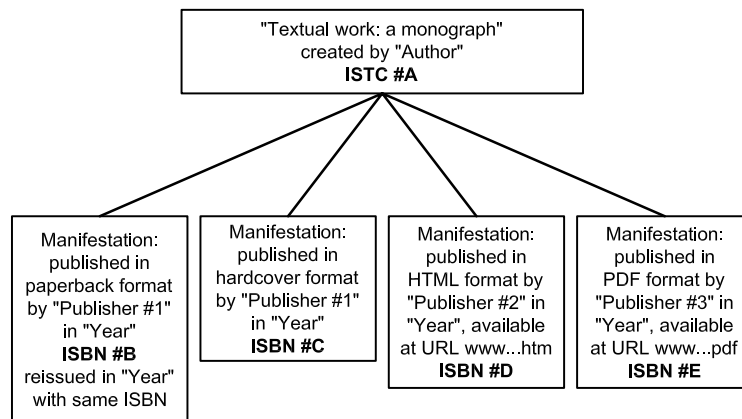 "Textual work: a monograph"
created by "Author"
ISTC #A
Manifestation:
published in
paperback format
by "Publisher #1"
in "Year"
ISBN #B
reissued in "Year"
with same ISBN
Manifestation:
published in
hardcover format
by "Publisher #1"
in "Year"
ISBN #C
Manifestation:
published in
HTML format by
"Publisher #2" in
"Year", available
at URL www...htm
ISBN #D
Manifestation:
published in
PDF format by
"Publisher #3" in
"Year", available
at URL www...pdf
ISBN #E